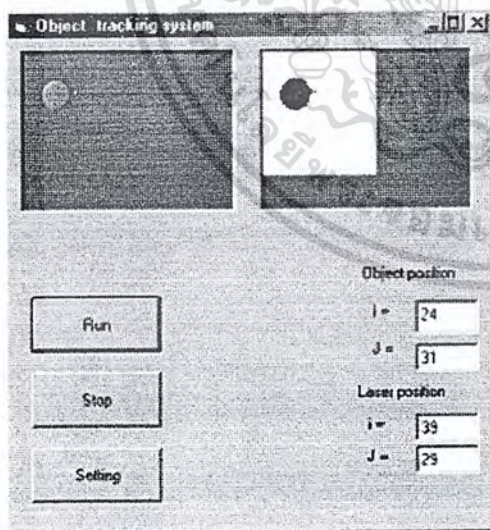 Object tracking system
Object position
i = 24
J = 31
Run
Laser position
Stop
i = 39
J = 29
Setting